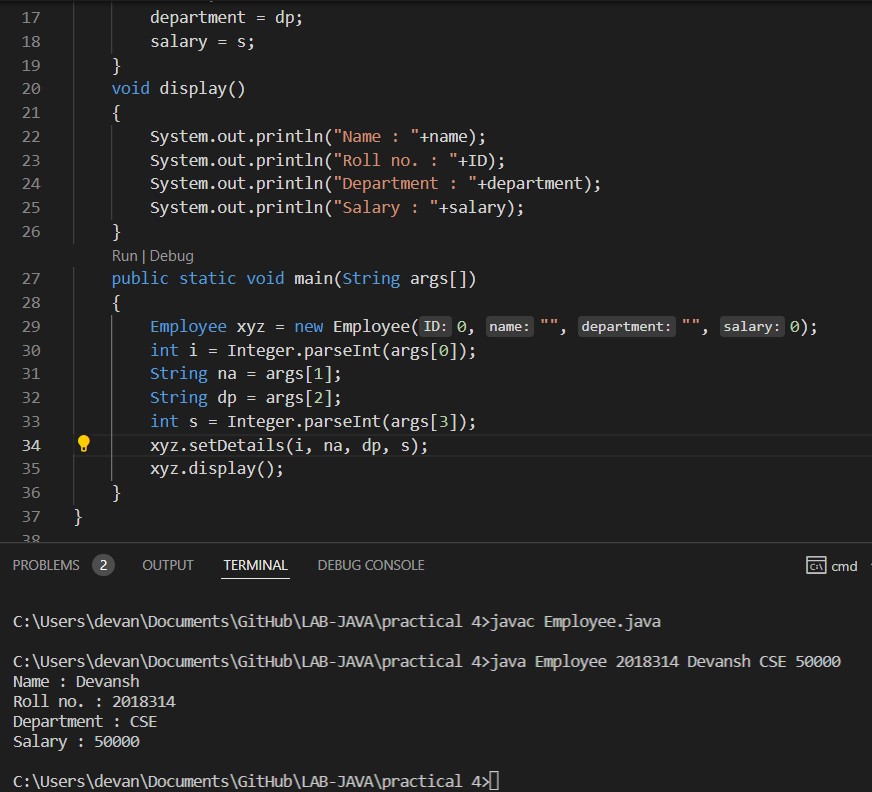 17 department = dp;
18 salary = s;
19 }
20 void display()
21 {
22 System.out.println("Name : "+name);
23 System.out.println("Roll no. : "+ID);
24 System.out.println("Department : "+department);
25 System.out.println("Salary : "+salary);
26 }
Run | Debug
27 public static void main(String args[])
28 {
29 Employee xyz = new Employee(ID: 0, name: "", department: "", salary: 0);
30 int i = Integer.parseInt(args[0]);
31 String na = args[1];
32 String dp = args[2];
33 int s = Integer.parseInt(args[3]);
34 xyz.setDetails(i, na, dp, s);
35 xyz.display();
36 }
37 }
38
PROBLEMS 2 OUTPUT TERMINAL DEBUG CONSOLE cmd
C:\Users\devan\Documents\GitHub\LAB-JAVA\practical 4>javac Employee.java
C:\Users\devan\Documents\GitHub\LAB-JAVA\practical 4>java Employee 2018314 Devansh CSE 50000
Name : Devansh
Roll no. : 2018314
Department : CSE
Salary : 50000
C:\Users\devan\Documents\GitHub\LAB-JAVA\practical 4>